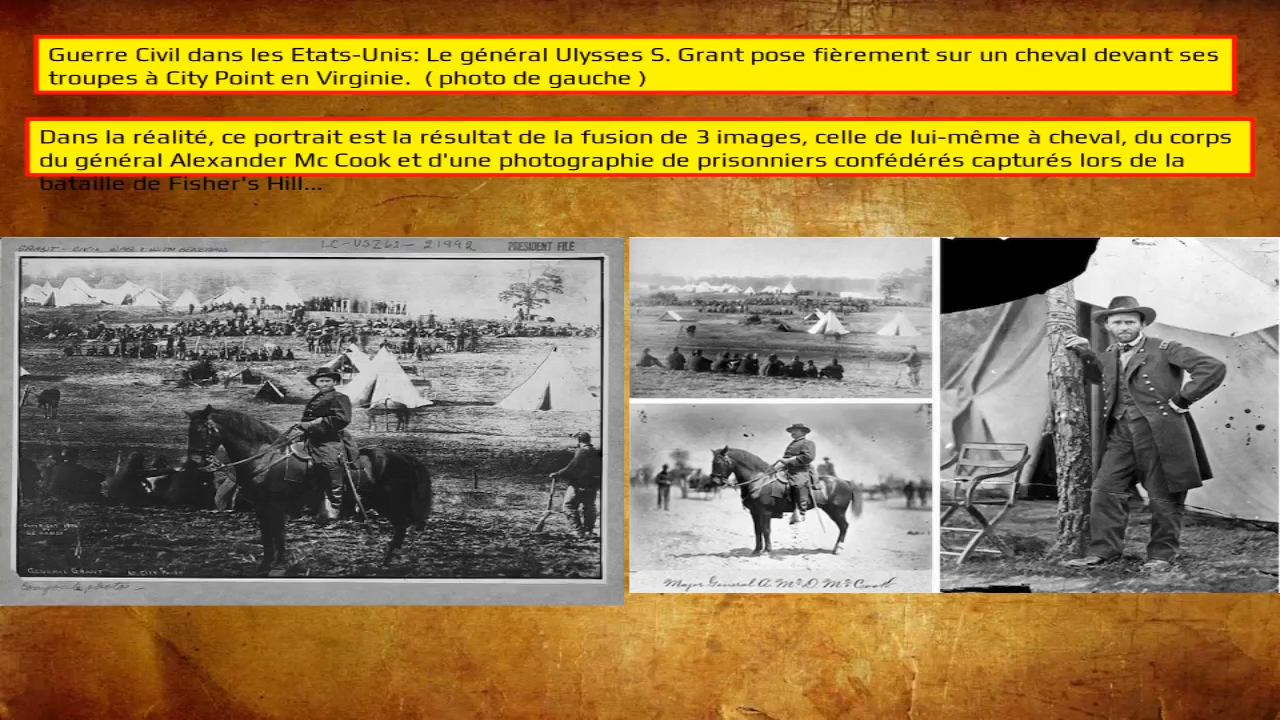 Guerre Civil dans les Etats-Unis: Le général Ulysses S. Grant pose fièrement sur un cheval devant ses
troupes à City Point en Virginie. ( photo de gauche )
Dans la réalité, ce portrait est la résultat de la fusion de 3 images, celle de lui-même à cheval, du corps
du général Alexander Mc Cook et d'une photographie de prisonniers confédérés capturés lors de la
bataille de Fisher's Hill...
LC-USZ62- 21992
PRESIDENT FILE
GENERAL GRANT AT CITY POINT
Major General A. McD. McCook